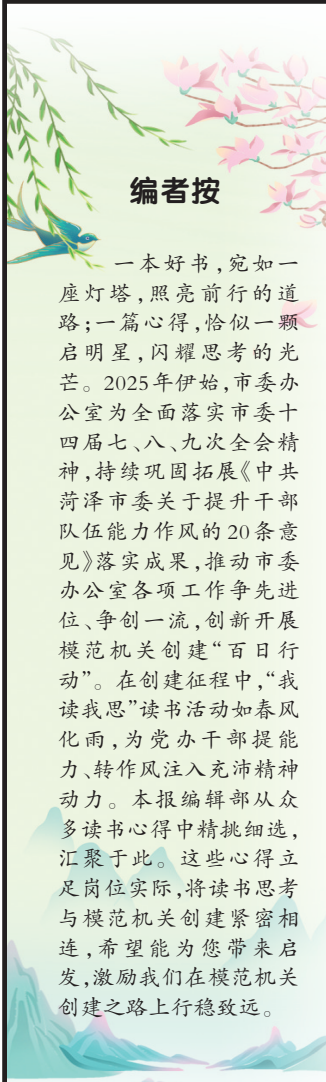 编者按
一本好书,宛如一
座灯塔,照亮前行的道
路;一篇心得,恰似一颗
启明星,闪耀思考的光
芒。2025年伊始,市委办
公室为全面落实市委十
四届七、八、九次全会精
神,持续巩固拓展《中共
菏泽市委关于提升干部
队伍能力作风的20条意
见》落实成果,推动市委
办公室各项工作争先进
位、争创一流,创新开展
模范机关创建“百日行
动”。在创建征程中,“我
读我思”读书活动如春风
化雨,为党办干部提能
力、转作风注入充沛精神
动力。本报编辑部从众
多读书心得中精挑细选,
汇聚于此。这些心得立
足岗位实际,将读书思考
与模范机关创建紧密相
连,希望能为您带来启
发,激励我们在模范机关
创建之路上行稳致远。